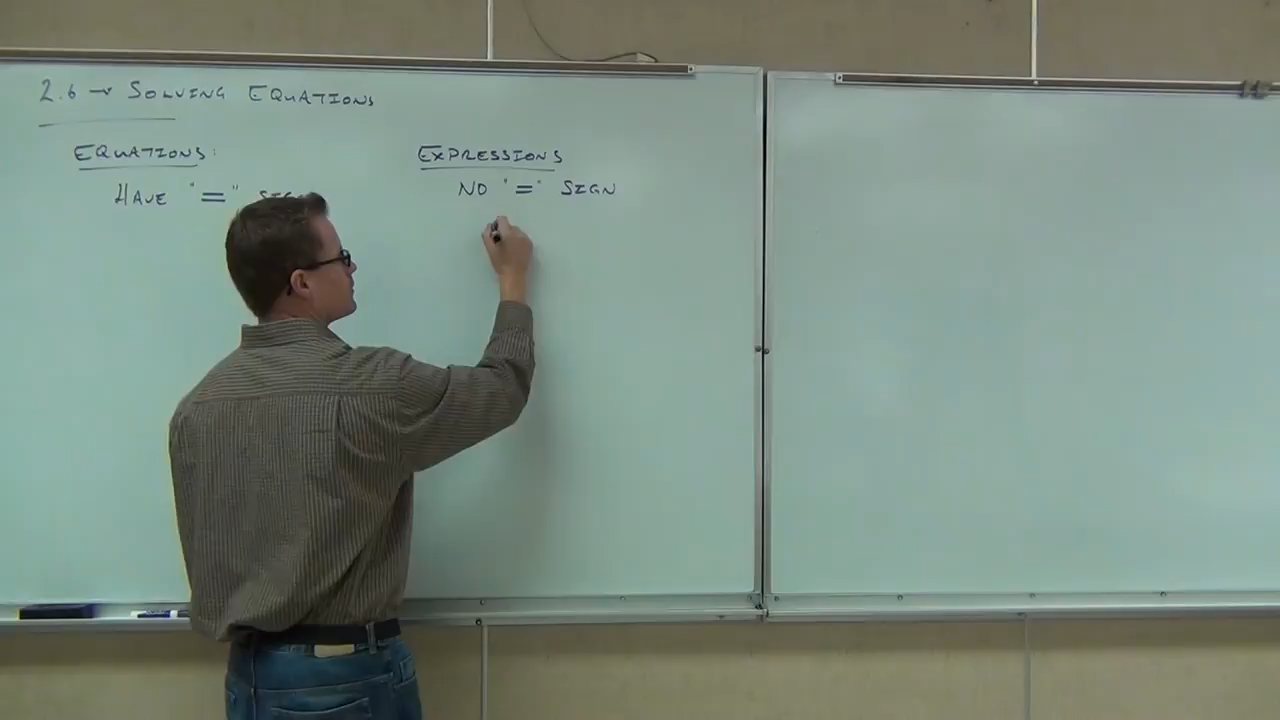 2.6 → SOLVING EQUATIONS
EQUATIONS:
HAVE "="
EXPRESSIONS
NO "=" SIGN